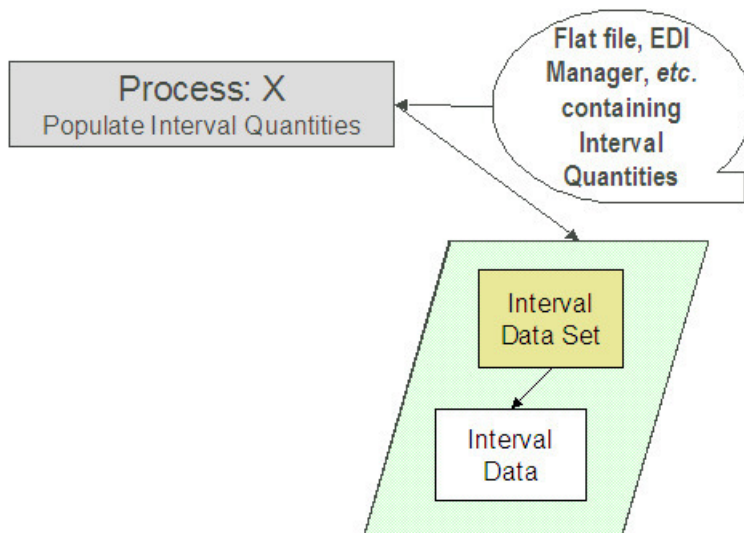 Process: X
Populate Interval Quantities
Flat file, EDI
Manager, etc.
containing
Interval
Quantities
Interval
Data Set
Interval
Data